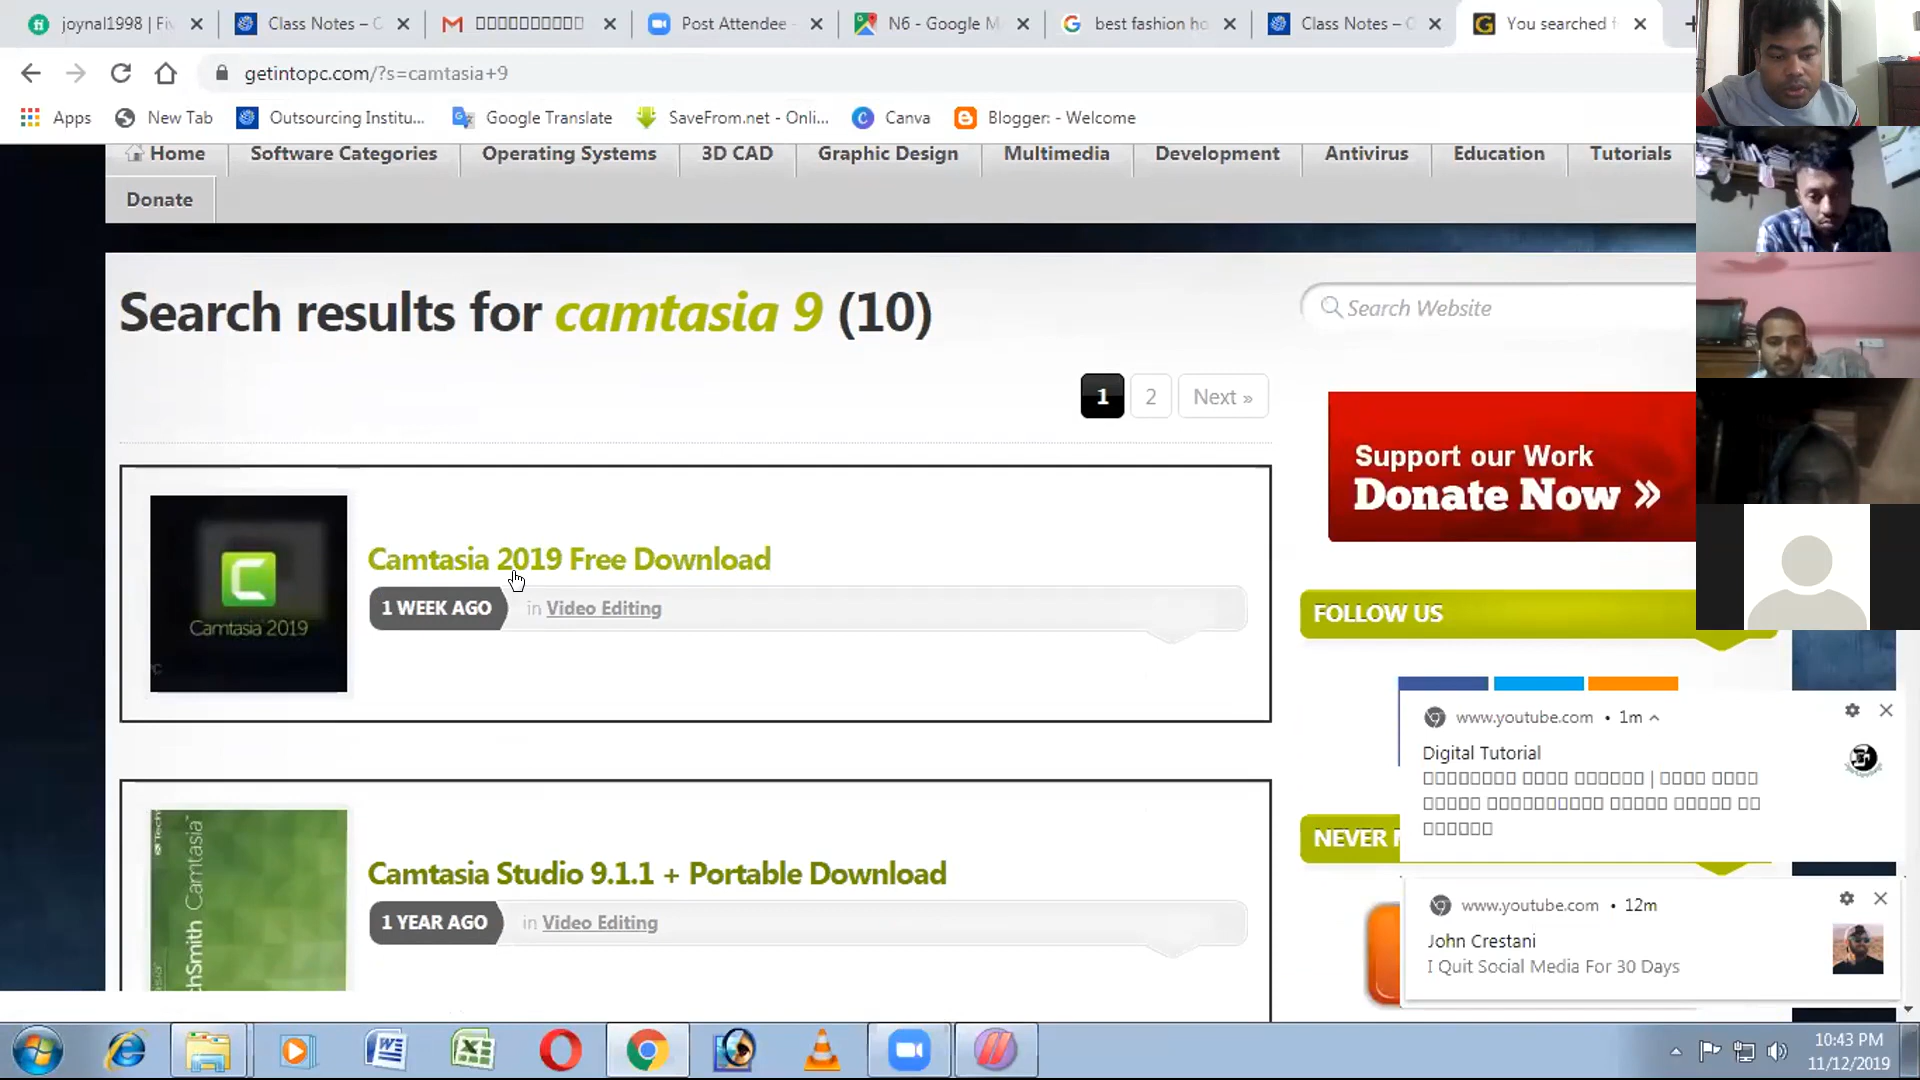 joynal1998 | Fiv
Class Notes – C
Post Attendee -
N6 - Google M
best fashion ho
Class Notes – C
You searched f
getintopc.com/?s=camtasia+9
Apps
New Tab
Outsourcing Institu...
Google Translate
SaveFrom.net - Onli...
Canva
Blogger: - Welcome
Home
Software Categories
Operating Systems
3D CAD
Graphic Design
Multimedia
Development
Antivirus
Education
Tutorials
Donate
Search results for camtasia 9 (10)
Search Website
1 2 Next »
Support our Work
Donate Now »
Camtasia 2019
Camtasia 2019 Free Download
1 WEEK AGO in Video Editing
FOLLOW US
www.youtube.com • 1m
Digital Tutorial
NEVER
Camtasia Studio 9.1.1 + Portable Download
1 YEAR AGO in Video Editing
Camtasia
www.youtube.com • 12m
John Crestani
I Quit Social Media For 30 Days
10:43 PM
11/12/2019